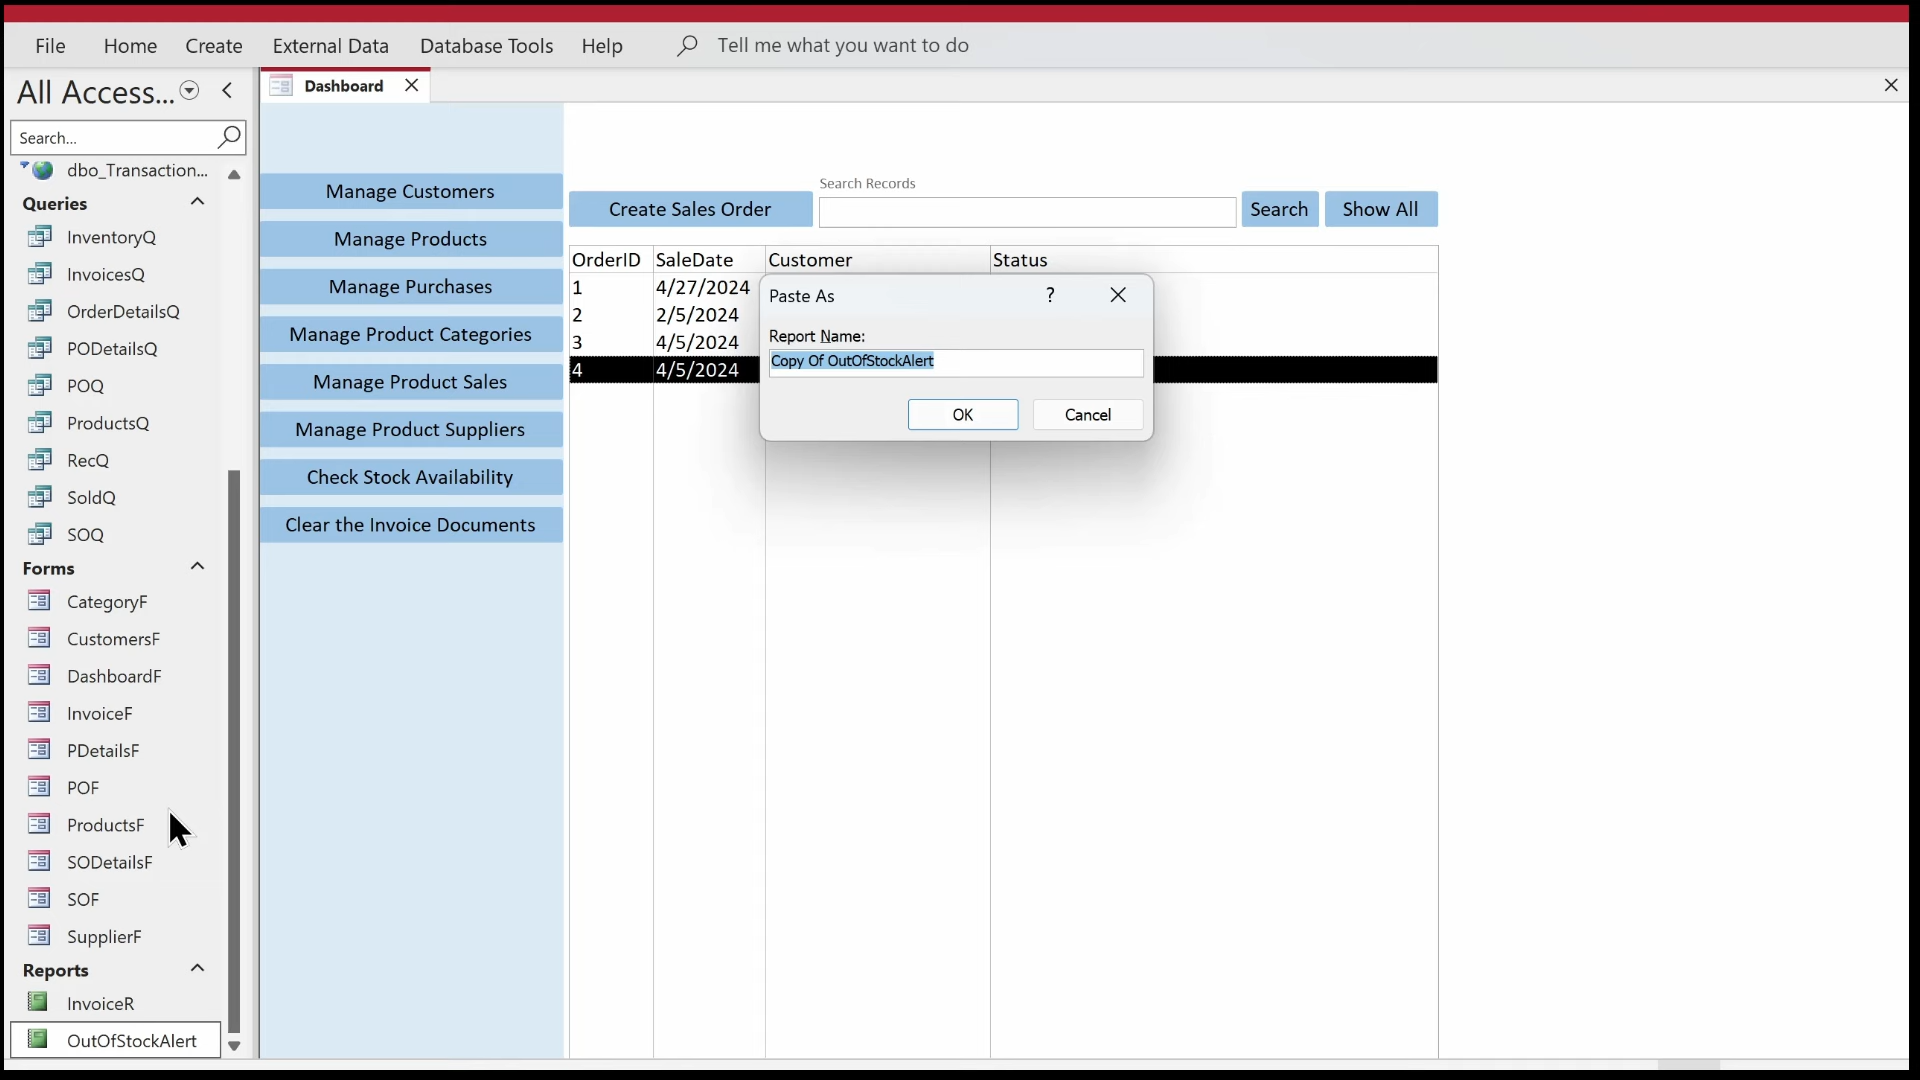 File Home Create External Data Database Tools Help Tell me what you want to do
All Access...
Dashboard
Search...
dbo_Transaction...
Queries
InventoryQ
InvoicesQ
OrderDetailsQ
PODetailsQ
POQ
ProductsQ
RecQ
SoldQ
SOQ
Forms
CategoryF
CustomersF
DashboardF
InvoiceF
PDetailsF
POF
ProductsF
SODetailsF
SOF
SupplierF
Reports
InvoiceR
OutOfStockAlert
Manage Customers
Manage Products
Manage Purchases
Manage Product Categories
Manage Product Sales
Manage Product Suppliers
Check Stock Availability
Clear the Invoice Documents
Search Records
Create Sales Order Search Show All
OrderID SaleDate Customer Status
1 4/27/2024
2 2/5/2024
3 4/5/2024
4 4/5/2024
Paste As ?
Report Name:
Copy Of OutOfStockAlert
OK Cancel